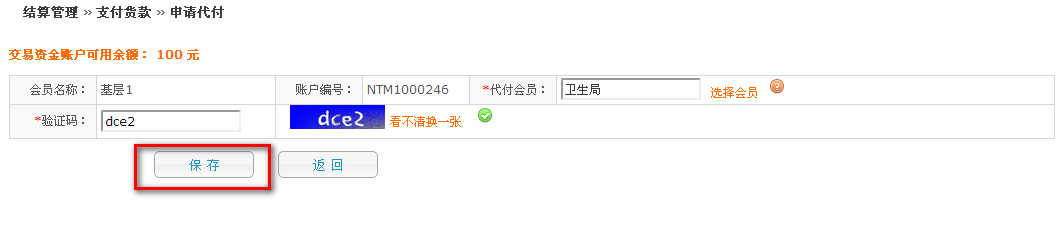 结算管理 » 支付货款 » 申请代付
交易资金账户可用余额： 100 元
会员名称： 基层1 账户编号： NTM1000246 *代付会员： 卫生局 选择会员 ?
*验证码： dce2 dce2 看不清换一张
保 存 返 回